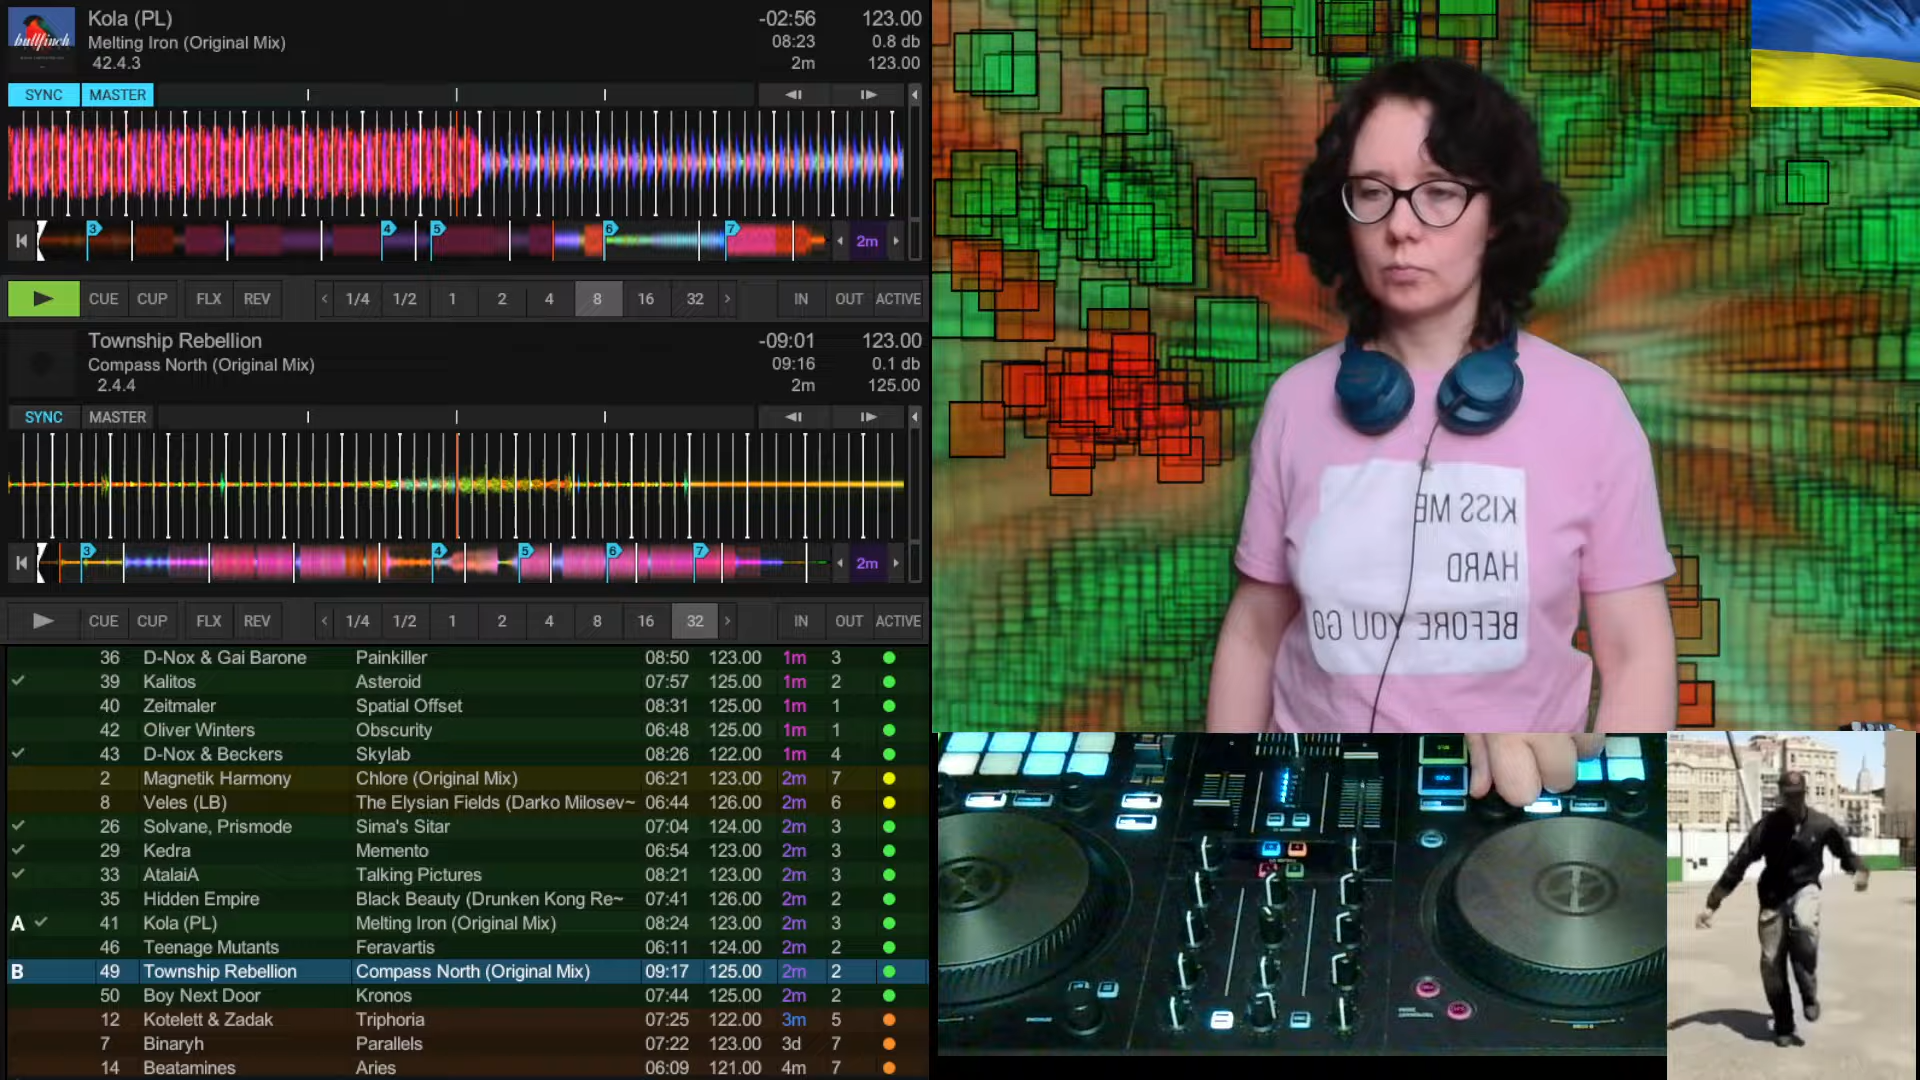 bullfinch
Kola (PL) -02:56 123.00
Melting Iron (Original Mix) 08:23 0.8 db
42.4.3 2m 123.00
SYNC MASTER
3 4 5 6 7 2m
CUE CUP FLX REV 1/4 1/2 1 2 4 8 16 32 IN OUT ACTIVE
Township Rebellion -09:01 123.00
Compass North (Original Mix) 09:16 0.1 db
2.4.4 2m 125.00
SYNC MASTER
3 4 5 6 7 2m
CUE CUP FLX REV 1/4 1/2 1 2 4 8 16 32 IN OUT ACTIVE
36 D-Nox & Gai Barone Painkiller 08:50 123.00 1m 3
39 Kalitos Asteroid 07:57 125.00 1m 2
40 Zeitmaler Spatial Offset 08:31 125.00 1m 1
42 Oliver Winters Obscurity 06:48 125.00 1m 1
43 D-Nox & Beckers Skylab 08:26 122.00 1m 4
2 Magnetik Harmony Chlore (Original Mix) 06:21 123.00 2m 7
8 Veles (LB) The Elysian Fields (Darko Milosev~ 06:44 126.00 2m 6
26 Solvane, Prismode Sima's Sitar 07:04 124.00 2m 3
29 Kedra Memento 06:54 123.00 2m 3
33 AtalaiA Talking Pictures 08:21 123.00 2m 3
35 Hidden Empire Black Beauty (Drunken Kong Re~ 07:41 126.00 2m 2
A 41 Kola (PL) Melting Iron (Original Mix) 08:24 123.00 2m 3
46 Teenage Mutants Feravartis 06:11 124.00 2m 2
B 49 Township Rebellion Compass North (Original Mix) 09:17 125.00 2m 2
50 Boy Next Door Kronos 07:44 125.00 2m 2
12 Kotelett & Zadak Triphoria 07:25 122.00 3m 5
7 Binaryh Parallels 07:22 123.00 3d 7
14 Beatamines Aries 06:09 121.00 4m 7
KISS ME
HARD
BEFORE YOU GO